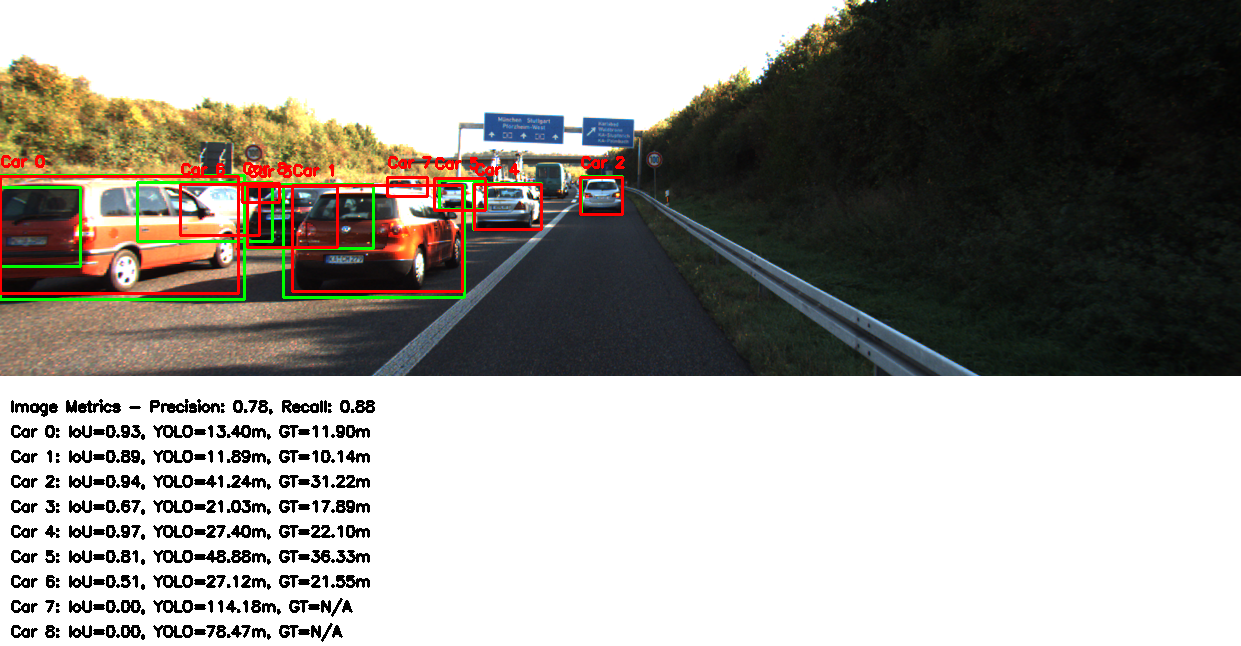 München Stuttgart
Pforzheim-West
Karlsbad
Car 0
Car 6
Car 1
Car 7
Car 5
Car 4
Car 2
KA
Image Metrics - Precision: 0.78, Recall: 0.88
Car 0: IoU=0.93, YOLO=13.40m, GT=11.90m
Car 1: IoU=0.89, YOLO=11.89m, GT=10.14m
Car 2: IoU=0.94, YOLO=41.24m, GT=31.22m
Car 3: IoU=0.67, YOLO=21.03m, GT=17.89m
Car 4: IoU=0.97, YOLO=27.40m, GT=22.10m
Car 5: IoU=0.81, YOLO=48.88m, GT=36.33m
Car 6: IoU=0.51, YOLO=27.12m, GT=21.55m
Car 7: IoU=0.00, YOLO=114.18m, GT=N/A
Car 8: IoU=0.00, YOLO=78.47m, GT=N/A